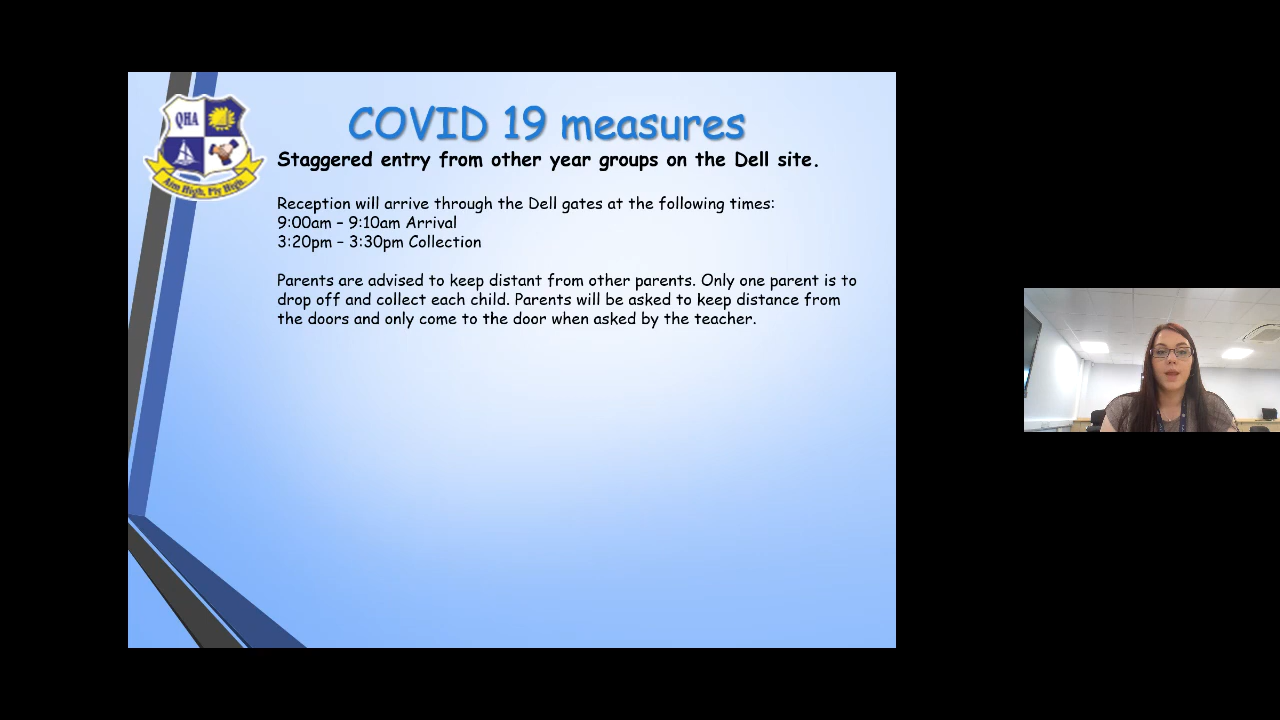 QHA
Aim High, Fly High.
COVID 19 measures
Staggered entry from other year groups on the Dell site.
Reception will arrive through the Dell gates at the following times:
9:00am – 9:10am Arrival
3:20pm – 3:30pm Collection
Parents are advised to keep distant from other parents. Only one parent is to
drop off and collect each child. Parents will be asked to keep distance from
the doors and only come to the door when asked by the teacher.